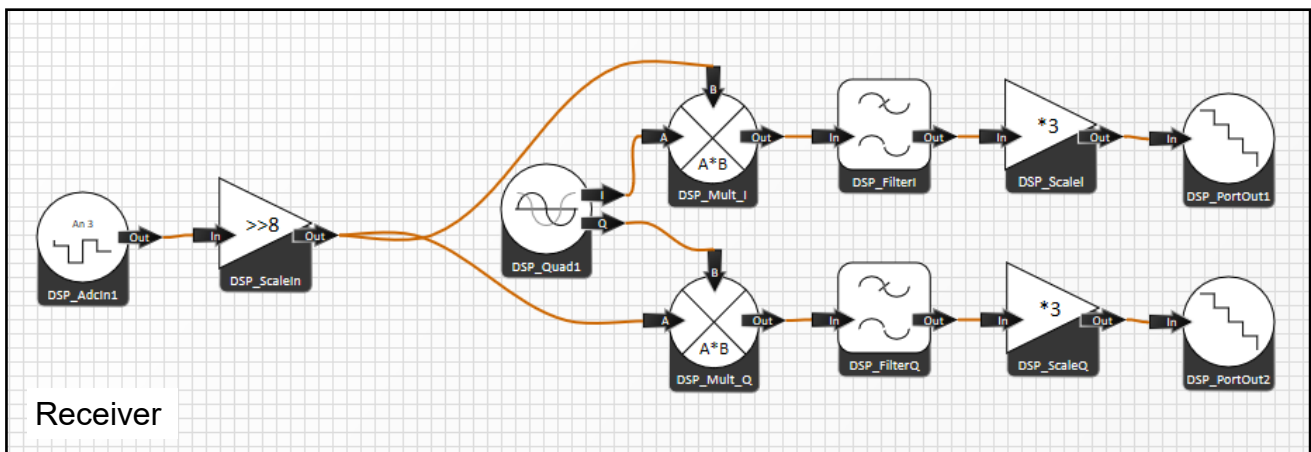 An 3
Out
DSP_AdcIn1
In
>>8
Out
DSP_ScaleIn
I
Q
DSP_Quad1
B
A
Out
A*B
DSP_Mult_I
In
Out
DSP_FilterI
In
*3
Out
DSP_ScaleI
In
DSP_PortOut1
B
A
Out
A*B
DSP_Mult_Q
In
Out
DSP_FilterQ
In
*3
Out
DSP_ScaleQ
In
DSP_PortOut2
Receiver